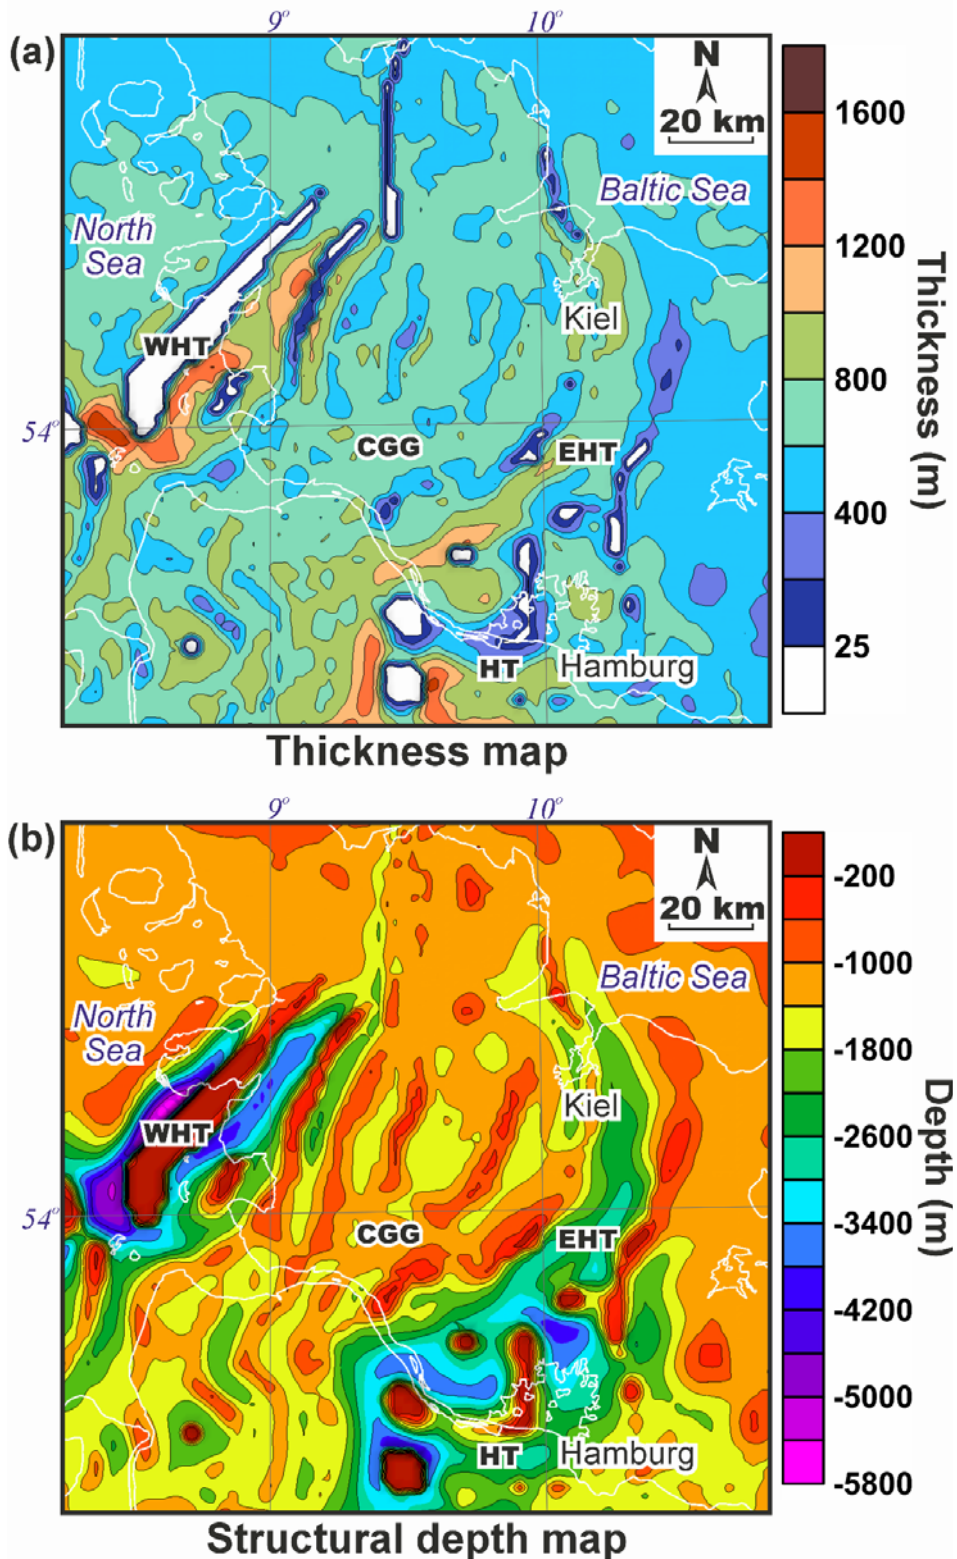 9° 10°
(a)
N
20 km
1600
North
Sea
Baltic Sea
1200
Kiel
WHT
800
54°
CGG
EHT
400
25
HT
Hamburg
Thickness (m)
Thickness map
9° 10°
(b)
N
20 km
-200
-1000
North
Sea
Baltic Sea
-1800
Kiel
WHT
-2600
54°
CGG
EHT
-3400
-4200
-5000
HT
Hamburg
-5800
Depth (m)
Structural depth map